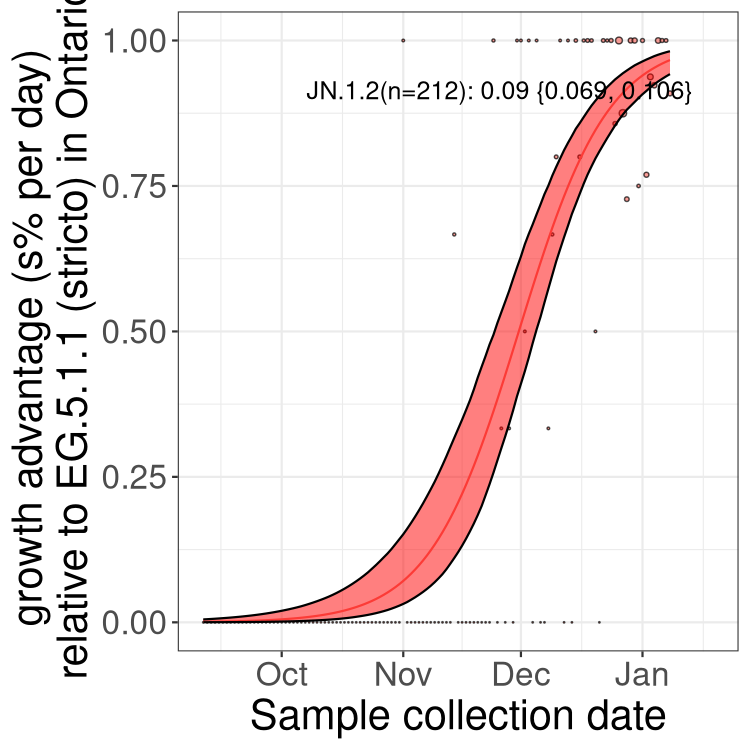 growth advantage (s% per day)
relative to EG.5.1.1 (stricto) in Ontario
1.00
0.75
0.50
0.25
0.00
JN.1.2(n=212): 0.09 {0.069, 0.106}
Oct Nov Dec Jan
Sample collection date